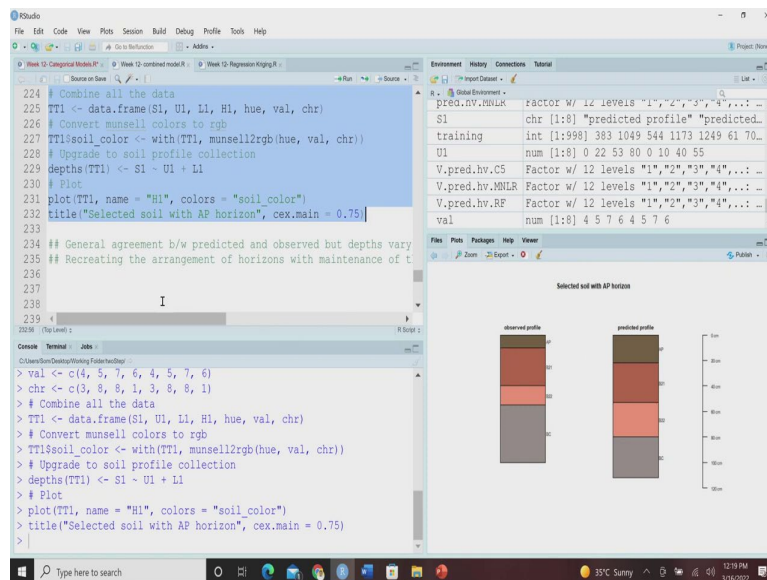 RStudio
File Edit Code View Plots Session Build Debug Profile Tools Help
Go to file/function
Addins
Project: (None
Week 12- Categorical Models.R*
Week 12- combined model.R
Week 12- Regression Kriging.R
Source on Save
Run
Source
224 # Combine all the data
225 TT1 <- data.frame(S1, U1, L1, H1, hue, val, chr)
226 # Convert munsell colors to rgb
227 TT1$soil_color <- with(TT1, munsell2rgb(hue, val, chr))
228 # Upgrade to soil profile collection
229 depths(TT1) <- S1 ~ U1 + L1
230 # Plot
231 plot(TT1, name = "H1", colors = "soil_color")
232 title("Selected soil with AP horizon", cex.main = 0.75)
233
234 ## General agreement b/w predicted and observed but depths vary
235 ## Recreating the arrangement of horizons with maintenance of t
236
237
238
239
232:56 (Top Level)
R Script
Console Terminal Jobs
C:/Users/Som/Desktop/Working Folder/twoStep/
> val <- c(4, 5, 7, 6, 4, 5, 7, 6)
> chr <- c(3, 8, 8, 1, 3, 8, 8, 1)
> # Combine all the data
> TT1 <- data.frame(S1, U1, L1, H1, hue, val, chr)
> # Convert munsell colors to rgb
> TT1$soil_color <- with(TT1, munsell2rgb(hue, val, chr))
> # Upgrade to soil profile collection
> depths(TT1) <- S1 ~ U1 + L1
> # Plot
> plot(TT1, name = "H1", colors = "soil_color")
> title("Selected soil with AP horizon", cex.main = 0.75)
>
Environment History Connections Tutorial
Import Dataset
List
R Global Environment
pred.hv.MNLR Factor w/ 12 levels "1","2","3","4",..: …
S1 chr [1:8] "predicted profile" "predicted…
training int [1:998] 383 1049 544 1173 1249 61 70…
U1 num [1:8] 0 22 53 80 0 10 40 55
V.pred.hv.C5 Factor w/ 12 levels "1","2","3","4",..: …
V.pred.hv.MNLR Factor w/ 12 levels "1","2","3","4",..: …
V.pred.hv.RF Factor w/ 12 levels "1","2","3","4",..: …
val num [1:8] 4 5 7 6 4 5 7 6
Files Plots Packages Help Viewer
Zoom Export Publish
Selected soil with AP horizon
observed profile
predicted profile
AP
B21
B22
BC
AP
B21
B22
BC
0 cm
20 cm
40 cm
60 cm
80 cm
100 cm
120 cm
Type here to search
35°C Sunny
12:19 PM
3/16/2022